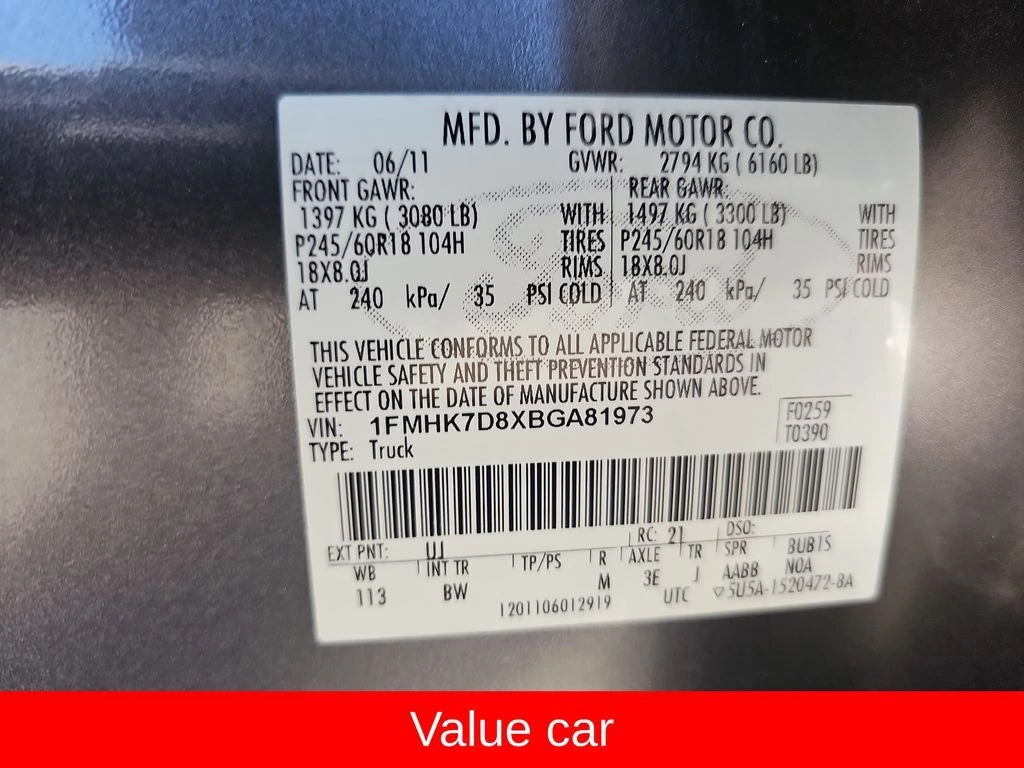 MFD. BY FORD MOTOR CO.
DATE: 06/11 GVWR: 2794 KG ( 6160 LB)
FRONT GAWR: REAR GAWR:
1397 KG ( 3080 LB) WITH 1497 KG ( 3300 LB) WITH
P245/60R18 104H TIRES P245/60R18 104H TIRES
18X8.0J RIMS 18X8.0J RIMS
AT 240 kPa/ 35 PSI COLD AT 240 kPa/ 35 PSI COLD
THIS VEHICLE CONFORMS TO ALL APPLICABLE FEDERAL MOTOR
VEHICLE SAFETY AND THEFT PREVENTION STANDARDS IN
EFFECT ON THE DATE OF MANUFACTURE SHOWN ABOVE.
VIN: 1FMHK7D8XBGA81973 F0259
TYPE: Truck T0390
EXT PNT: UJ RC: 21 DSO:
WB INT TR TP/PS R AXLE TR SPR BUB1S
113 BW M 3E J AABB NOA
1201106012919 UTC ▽5U5A-1520472-BA
Value car